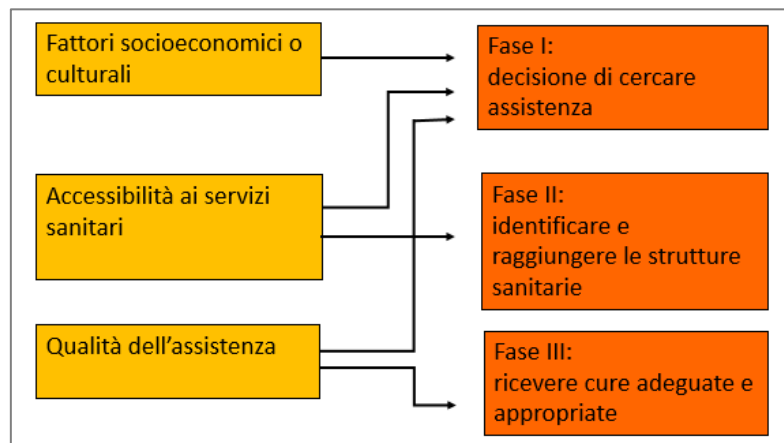 Fattori socioeconomici o
culturali
Fase I:
decisione di cercare
assistenza
Accessibilità ai servizi
sanitari
Fase II:
identificare e
raggiungere le strutture
sanitarie
Qualità dell’assistenza
Fase III:
ricevere cure adeguate e
appropriate